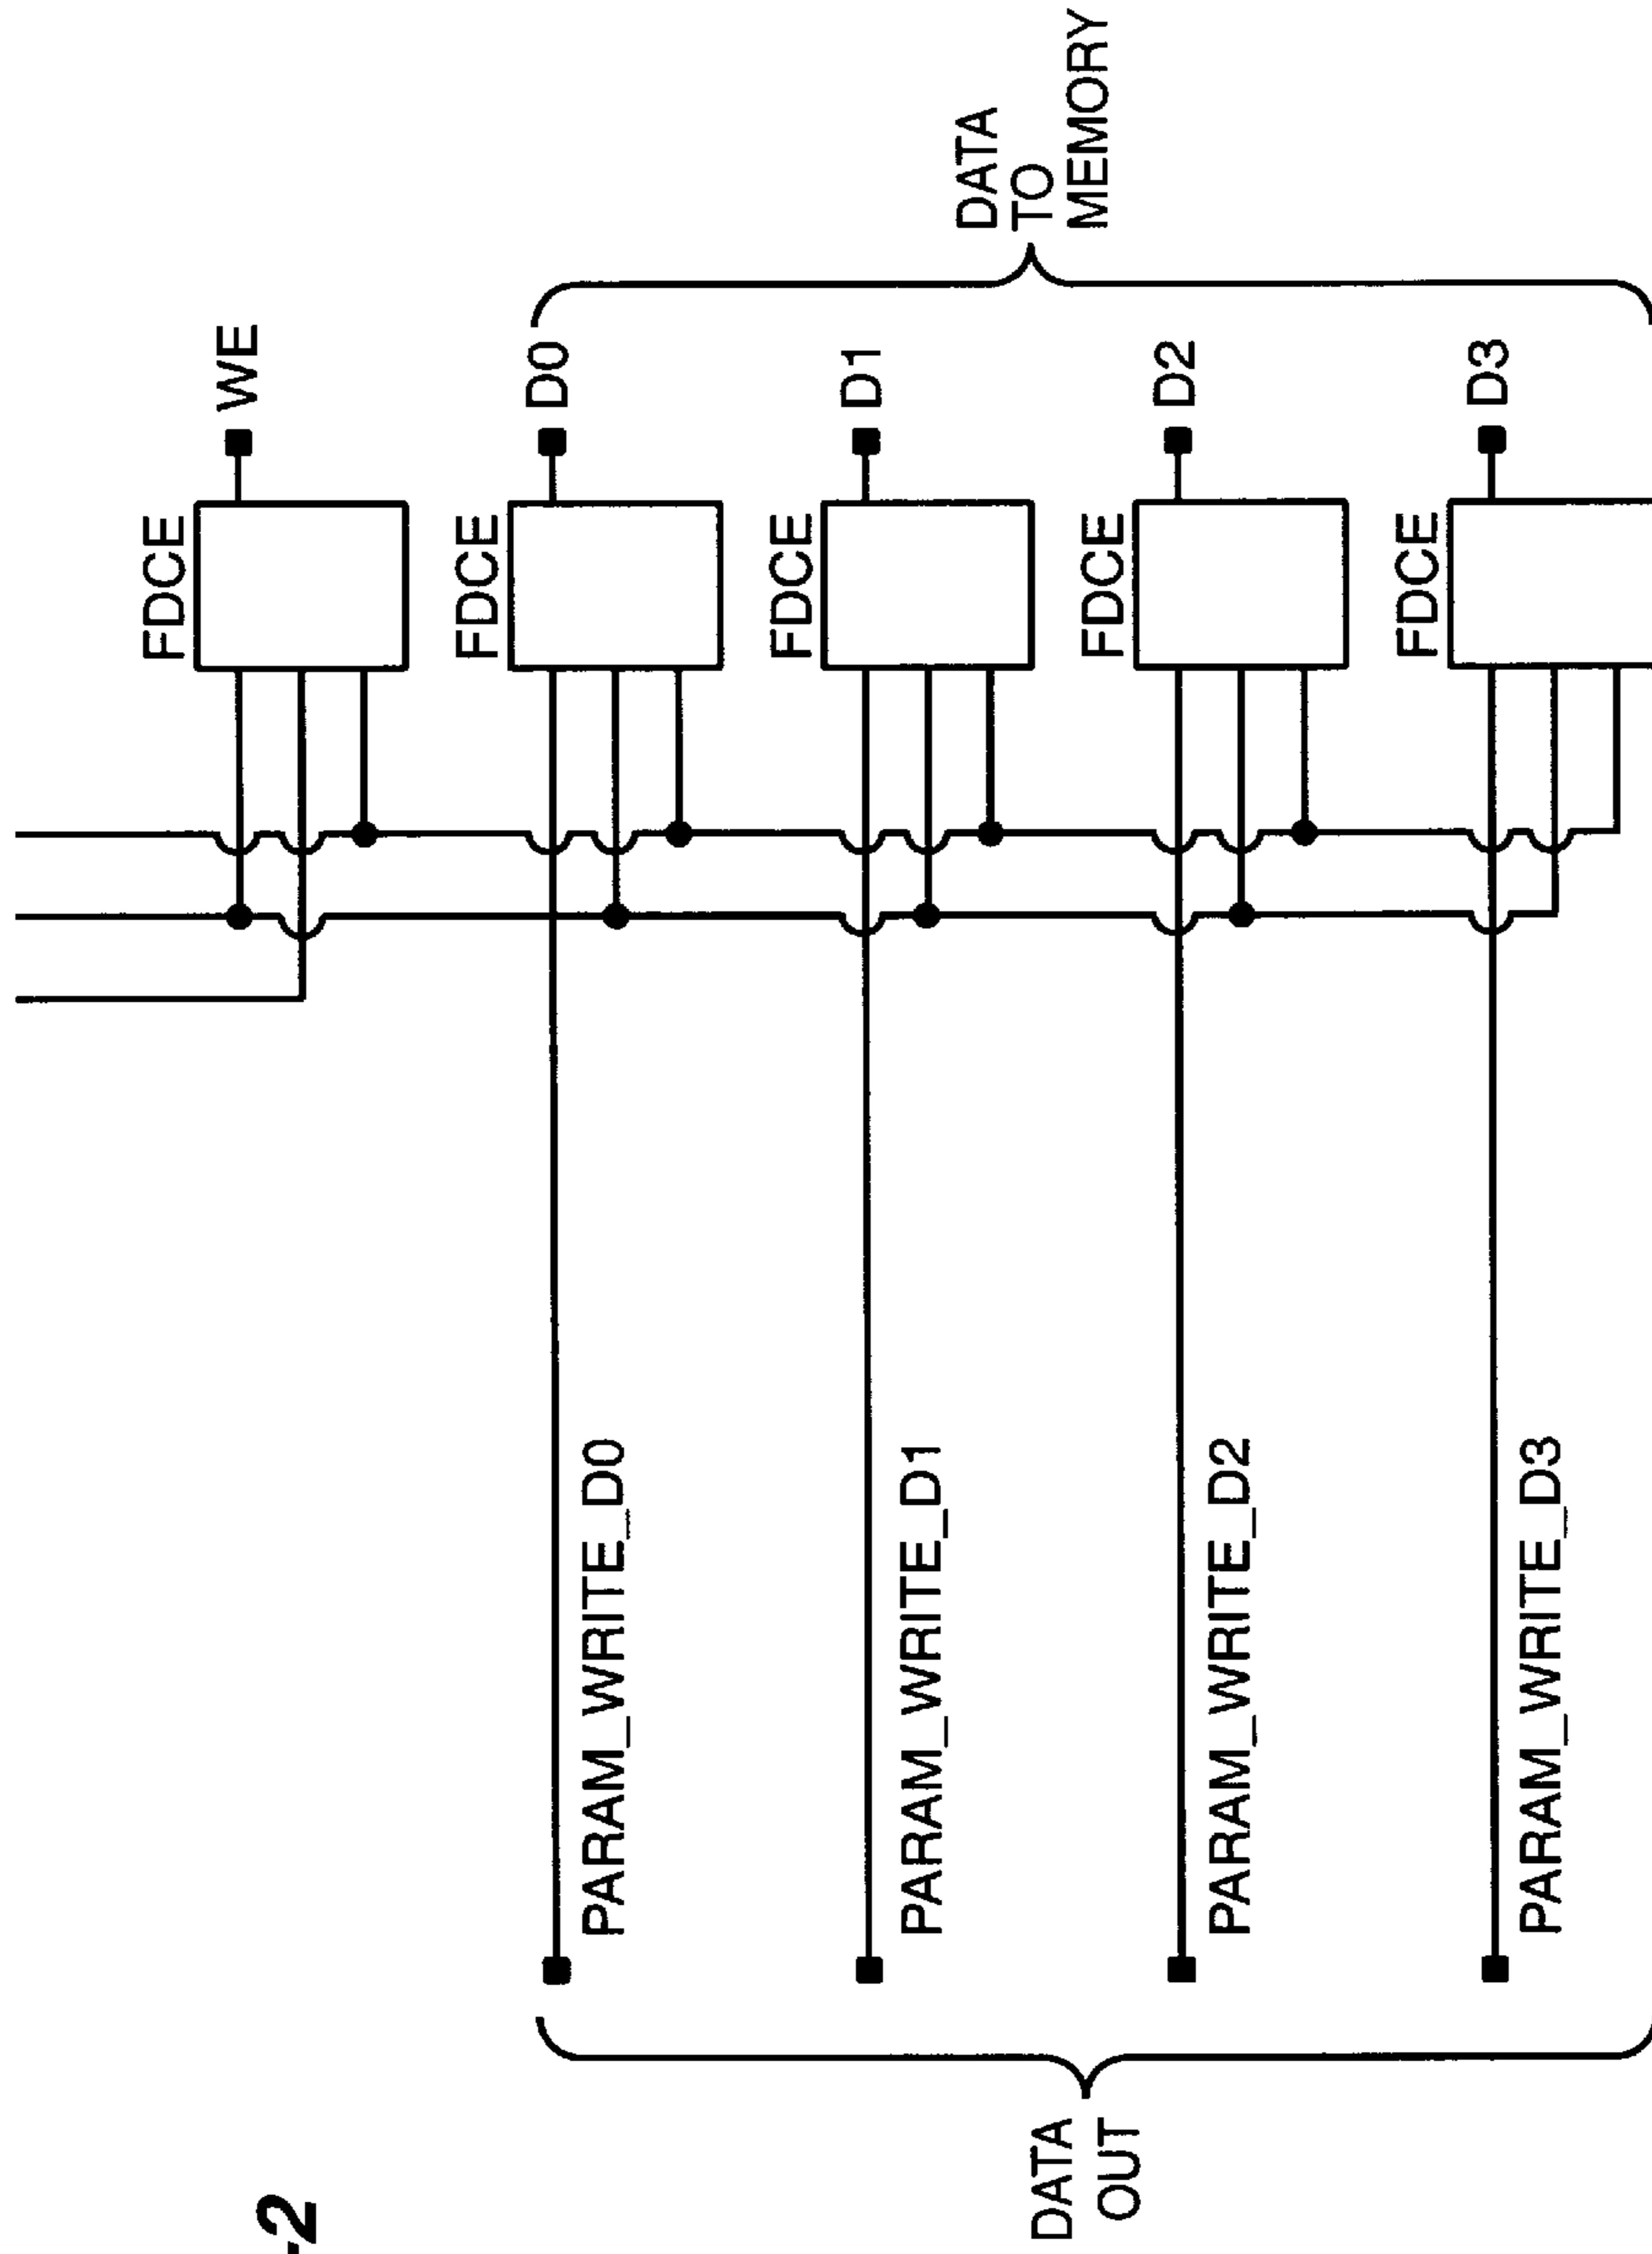 -2
FDCE
WE
FDCE
D0
PARAM_WRITE_D0
FDCE
D1
PARAM_WRITE_D1
DATA
OUT
DATA
TO
MEMORY
FDCE
D2
PARAM_WRITE_D2
FDCE
D3
PARAM_WRITE_D3